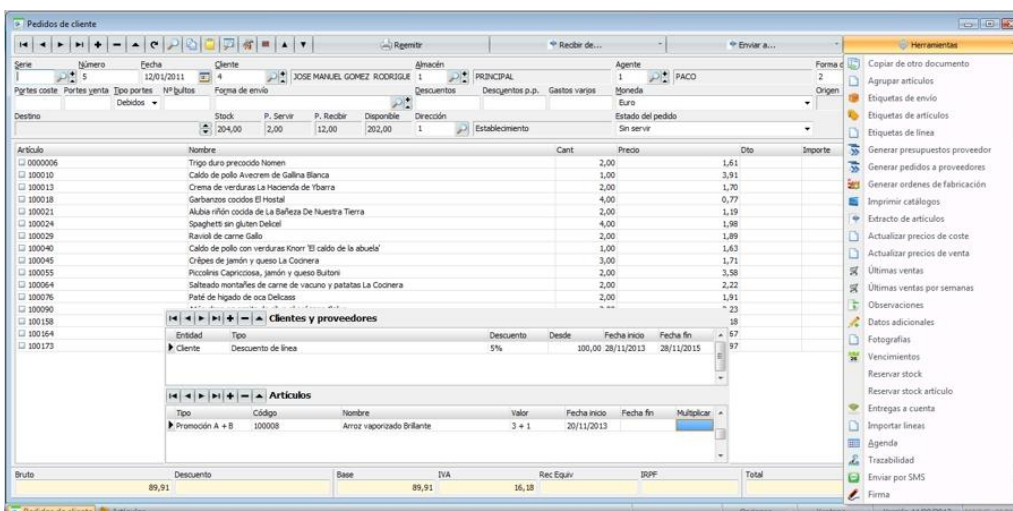 Pedidos de cliente
Reemitir
Recibir de...
Enviar a...
Herramientas
Serie Número Fecha Cliente Almacén Agente
5 12/01/2011 4 JOSE MANUEL GOMEZ RODRIGUE 1 PRINCIPAL 1 PACO 2
Portes coste Portes venta Tipo portes Nº bultos Forma de envío Descuentos Descuentos p.p. Gastos varios Moneda Origen
Debidos Euro
Destino Stock P. Servir P. Recibir Disponible Dirección Estado del pedido
204,00 2,00 12,00 202,00 1 Establecimiento Sin servir
Artículo Nombre Cant Precio Dto Importe
0000006 Trigo duro precocido Nomen 2,00 1,61
100010 Caldo de pollo Avecrem de Gallina Blanca 1,00 3,91
100013 Crema de verduras La Hacienda de Ybarra 2,00 1,70
100018 Garbanzos cocidos El Hostal 4,00 0,77
100021 Alubia riñón cocida de La Bañeza De Nuestra Tierra 2,00 1,19
100024 Spaghetti sin gluten Delicel 4,00 1,98
100029 Ravioli de carne Gallo 2,00 1,89
100040 Caldo de pollo con verduras Knorr 'El caldo de la abuela' 1,00 1,63
100045 Crêpes de jamón y queso La Cocinera 3,00 1,71
100055 Piccolinis Capricciosa, jamón y queso Buitoni 2,00 3,58
100064 Salteado montañes de carne de vacuno y patatas La Cocinera 2,00 2,22
100076 Paté de higado de oca Delicass 2,00 1,91
100090 23
100158 18
100164 67
100173 97
Clientes y proveedores
Entidad Tipo Descuento Desde Fecha inicio Fecha fin
Cliente Descuento de línea 5% 100,00 28/11/2013 28/11/2015
Artículos
Tipo Código Nombre Valor Fecha inicio Fecha fin Multiplicar
Promoción A + B 100008 Arroz vaporizado Brillante 3 + 1 20/11/2013
Bruto Descuento Base IVA Rec Equiv IRPF Total
89,91 89,91 16,18
Copiar de otro documento
Agrupar artículos
Etiquetas de envío
Etiquetas de artículos
Etiquetas de línea
Generar presupuestos proveedor
Generar pedidos a proveedores
Generar ordenes de fabricación
Imprimir catálogos
Extracto de artículos
Actualizar precios de coste
Actualizar precios de venta
Últimas ventas
Últimas ventas por semanas
Observaciones
Datos adicionales
Fotografías
Vencimientos
Reservar stock
Reservar stock artículo
Entregas a cuenta
Importar lineas
Agenda
Trazabilidad
Enviar por SMS
Firma